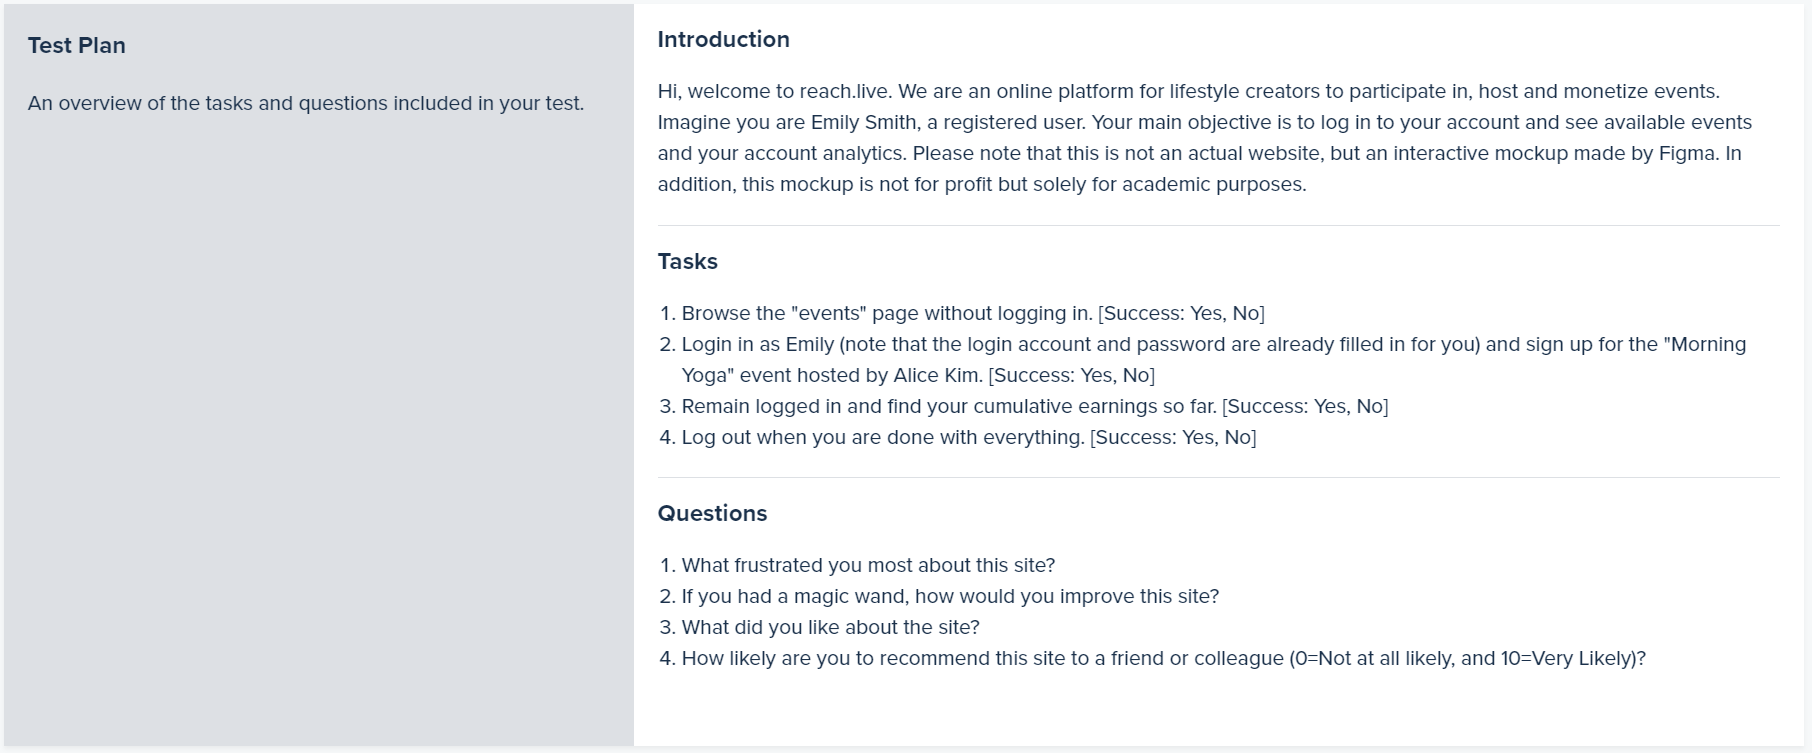 Test Plan
An overview of the tasks and questions included in your test.
Introduction
Hi, welcome to reach.live. We are an online platform for lifestyle creators to participate in, host and monetize events.
Imagine you are Emily Smith, a registered user. Your main objective is to log in to your account and see available events
and your account analytics. Please note that this is not an actual website, but an interactive mockup made by Figma. In
addition, this mockup is not for profit but solely for academic purposes.
Tasks
1. Browse the "events" page without logging in. [Success: Yes, No]
2. Login in as Emily (note that the login account and password are already filled in for you) and sign up for the "Morning
Yoga" event hosted by Alice Kim. [Success: Yes, No]
3. Remain logged in and find your cumulative earnings so far. [Success: Yes, No]
4. Log out when you are done with everything. [Success: Yes, No]
Questions
1. What frustrated you most about this site?
2. If you had a magic wand, how would you improve this site?
3. What did you like about the site?
4. How likely are you to recommend this site to a friend or colleague (0=Not at all likely, and 10=Very Likely)?